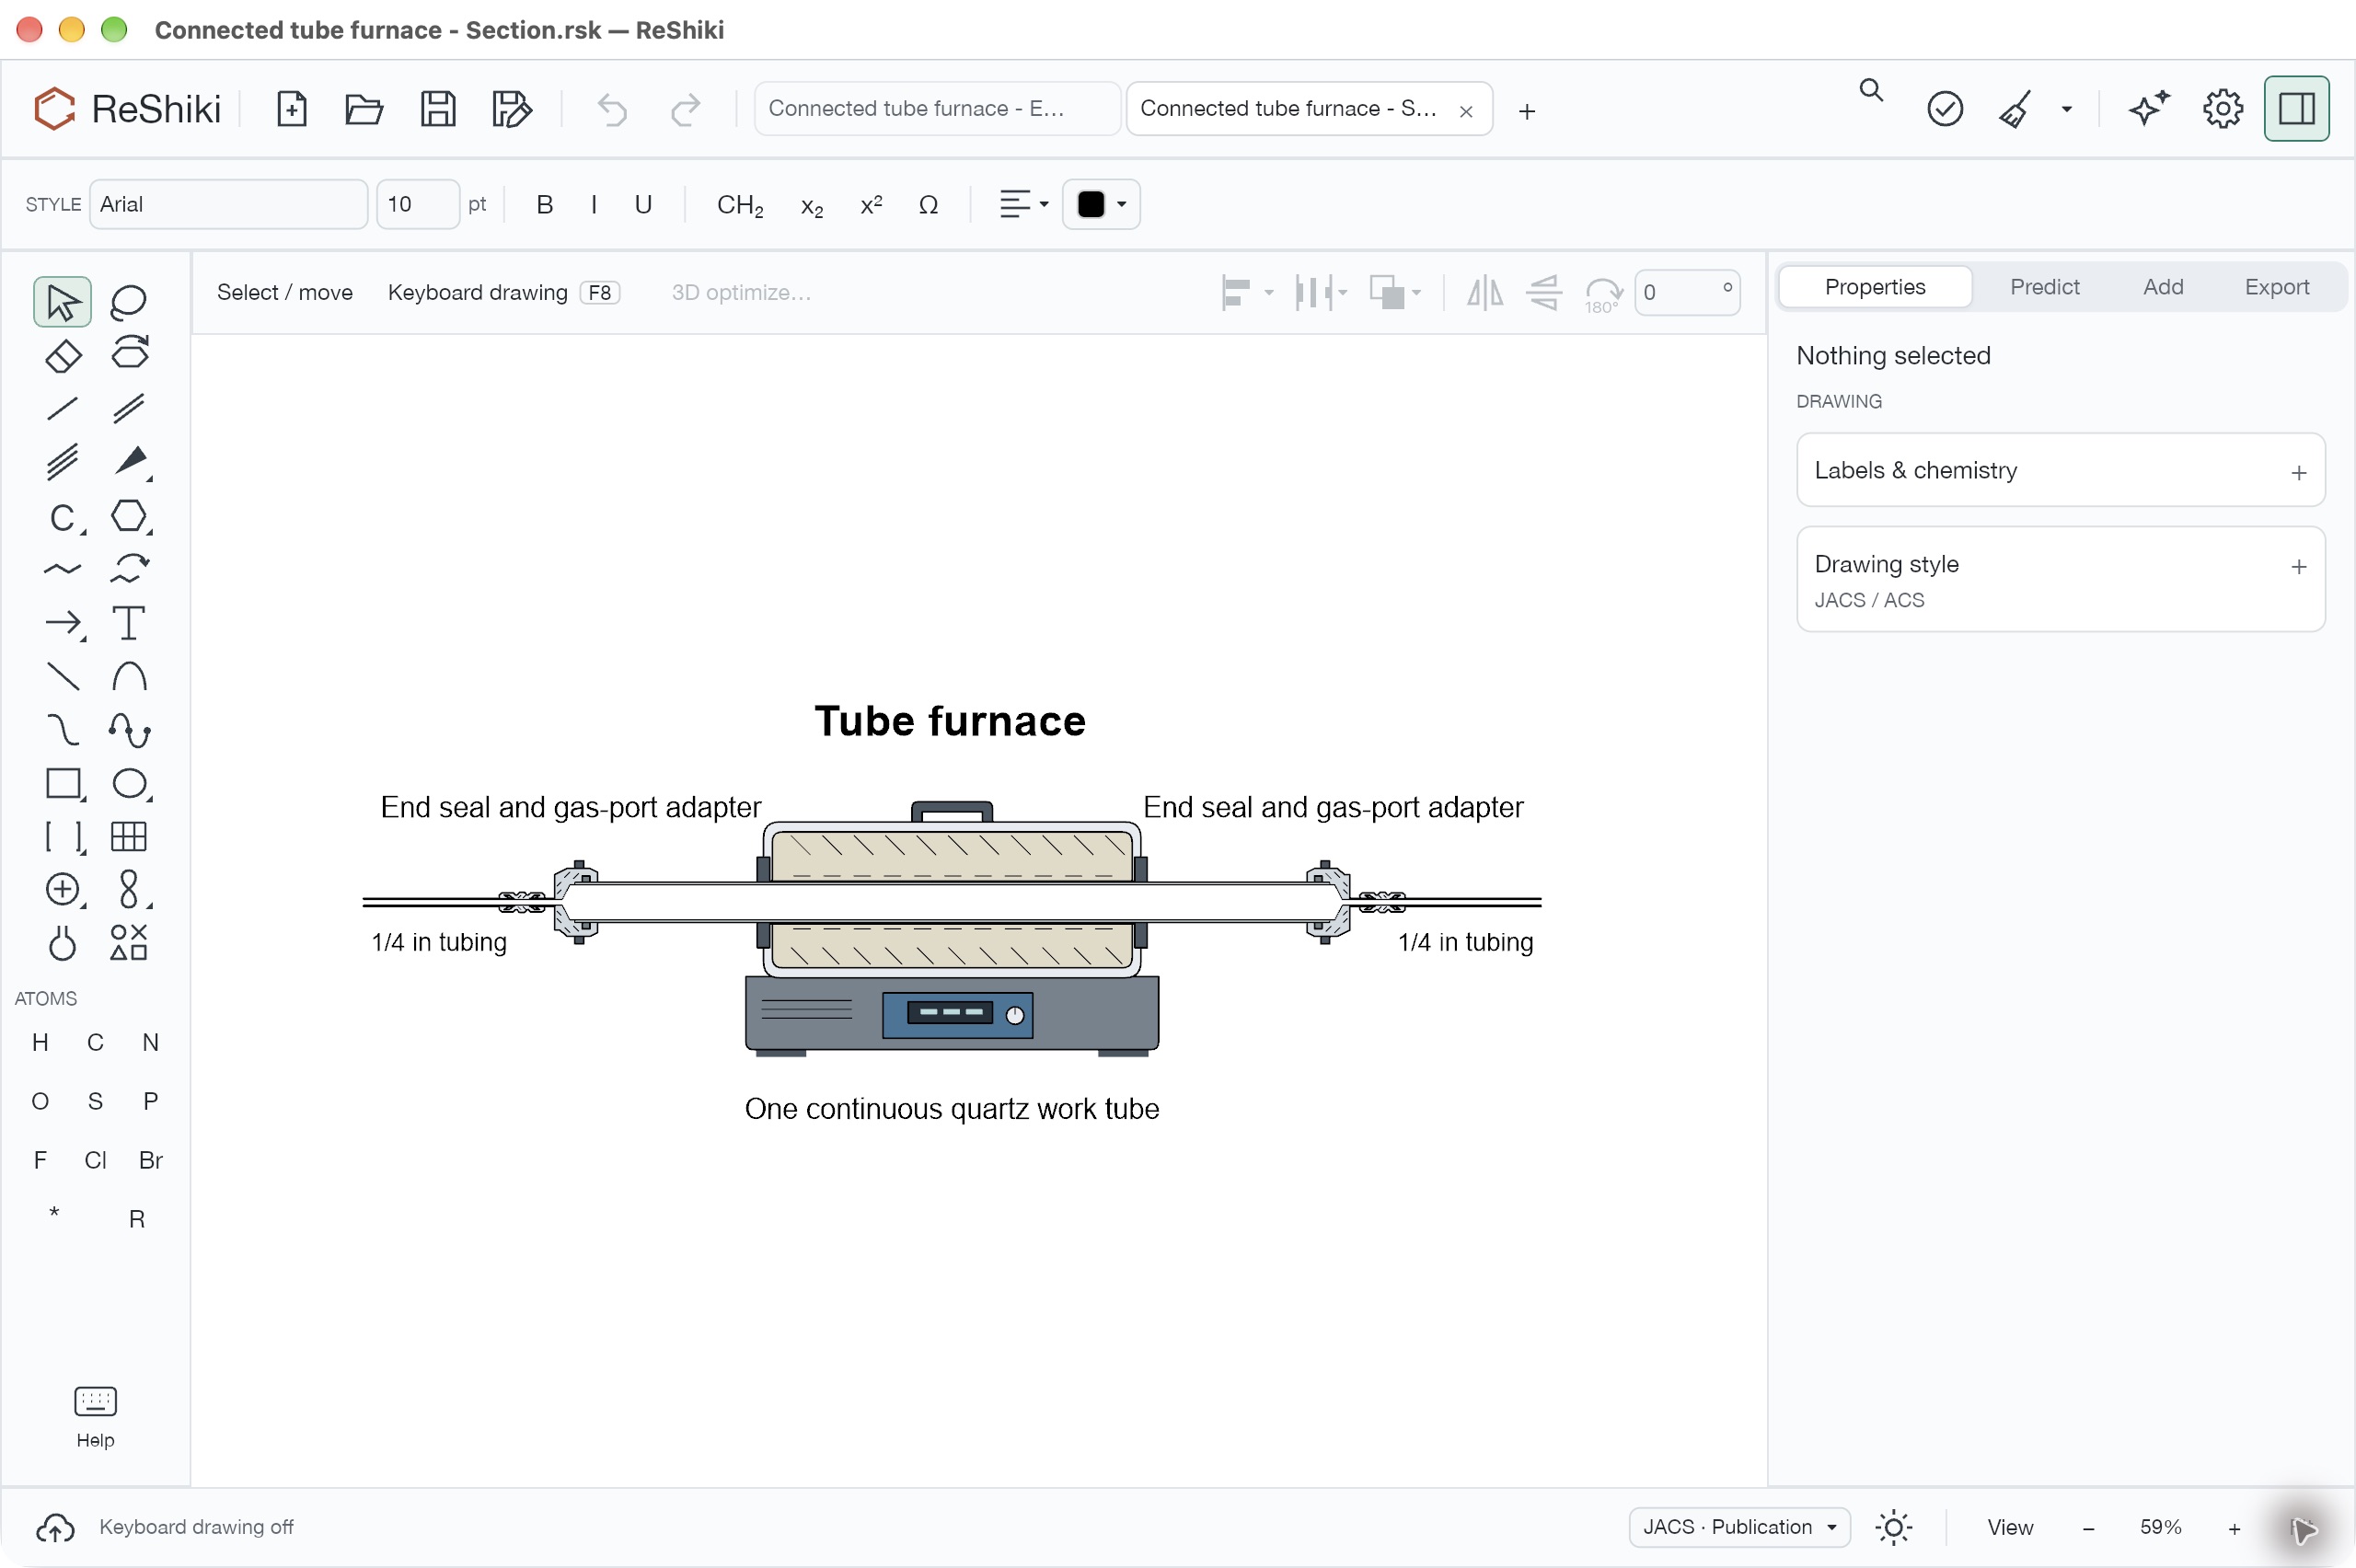 Connected tube furnace - Section.rsk — ReShiki
ReShiki
Connected tube furnace - E...
Connected tube furnace - S... ×
+
STYLE
Arial
10 pt
B I U
CH₂ x₂ x² Ω
Select / move
Keyboard drawing F8
3D optimize...
180°
0 °
Properties
Predict
Add
Export
Nothing selected
DRAWING
Labels & chemistry +
Drawing style +
JACS / ACS
C
T
[ ]
ATOMS
H C N
O S P
F Cl Br
* R
Help
Tube furnace
End seal and gas-port adapter
End seal and gas-port adapter
1/4 in tubing
1/4 in tubing
One continuous quartz work tube
Keyboard drawing off
JACS · Publication
View
− 59% +